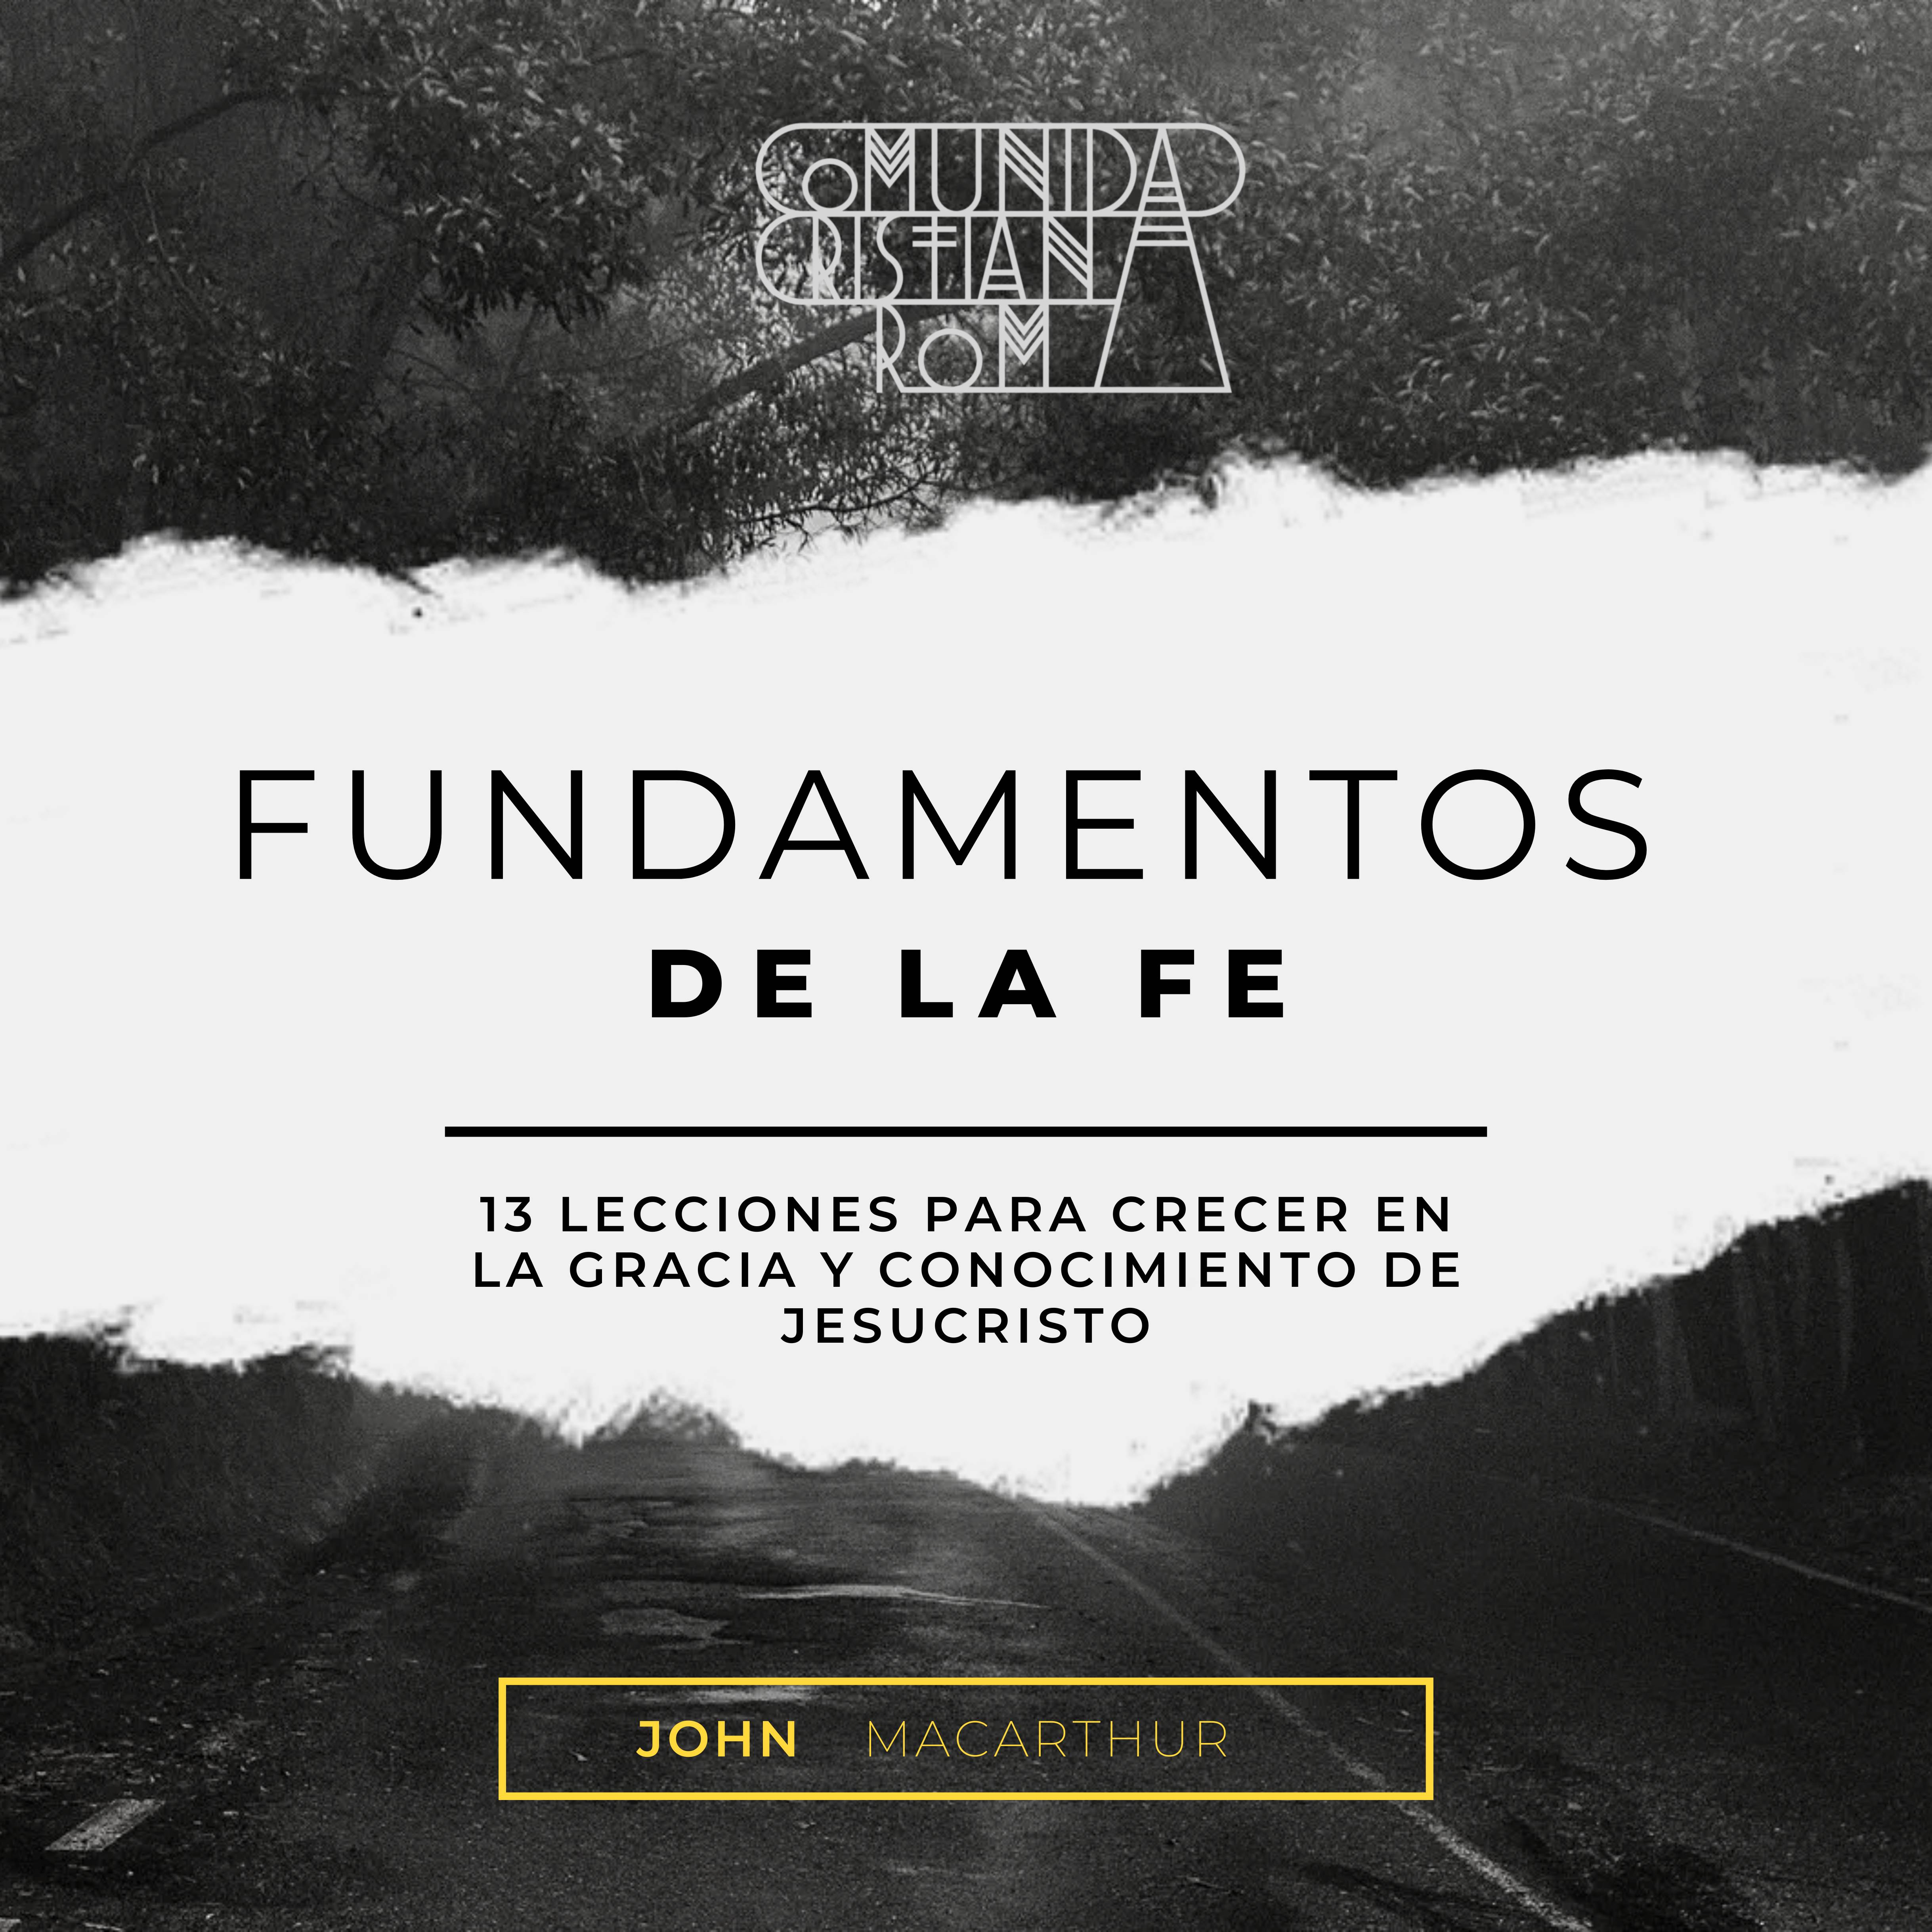 COMUNIDAD
CRISTIANA
ROMA
FUNDAMENTOS
DE LA FE
13 LECCIONES PARA CRECER EN
LA GRACIA Y CONOCIMIENTO DE
JESUCRISTO
JOHN MACARTHUR